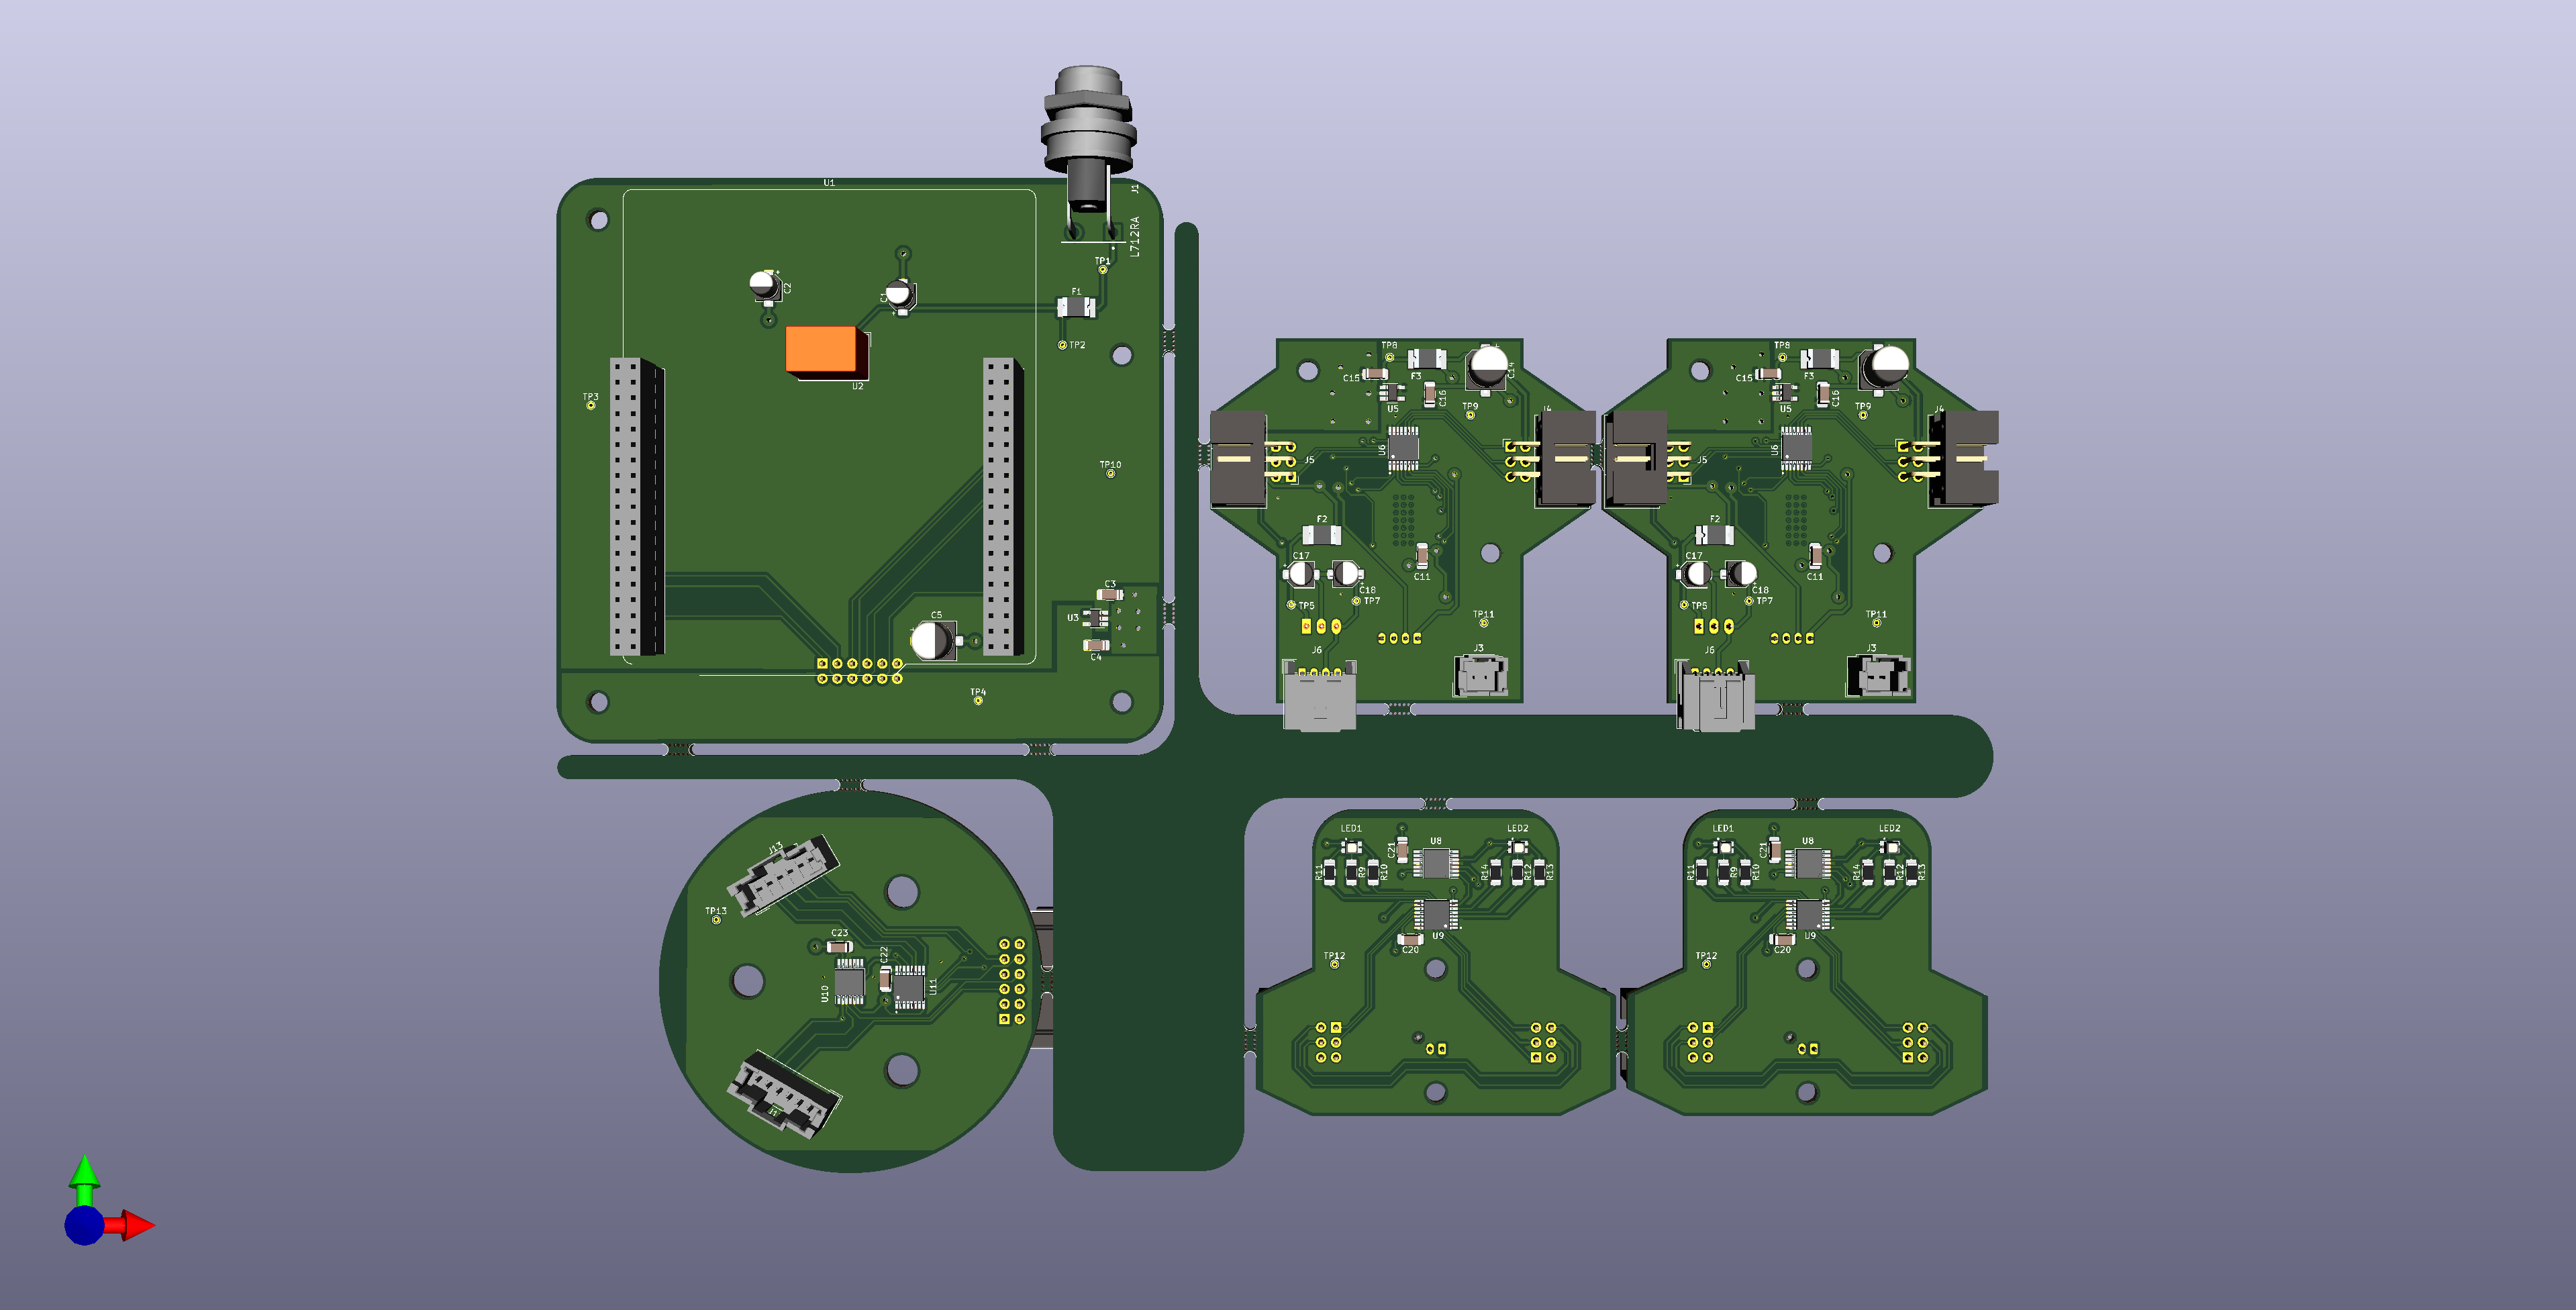 U1
J1
L712RA
TP1
C2
C1
F1
TP2
U2
TP3
TP10
C3
U3
C5
C4
TP4
TP8
F3
C14
C15
C16
U5
TP9
J4
U6
J5
F2
C17
C18
C11
TP5
TP7
TP11
J6
J3
TP8
F3
C15
C16
U5
TP9
J4
U6
J5
F2
C17
C18
C11
TP5
TP7
TP11
J6
J3
J13
TP13
C23
C22
U10
U11
LED1
C21
U8
LED2
R11
R9
R10
R14
R12
R13
U9
C20
TP12
LED1
C21
U8
LED2
R11
R9
R10
R14
R12
R13
U9
C20
TP12